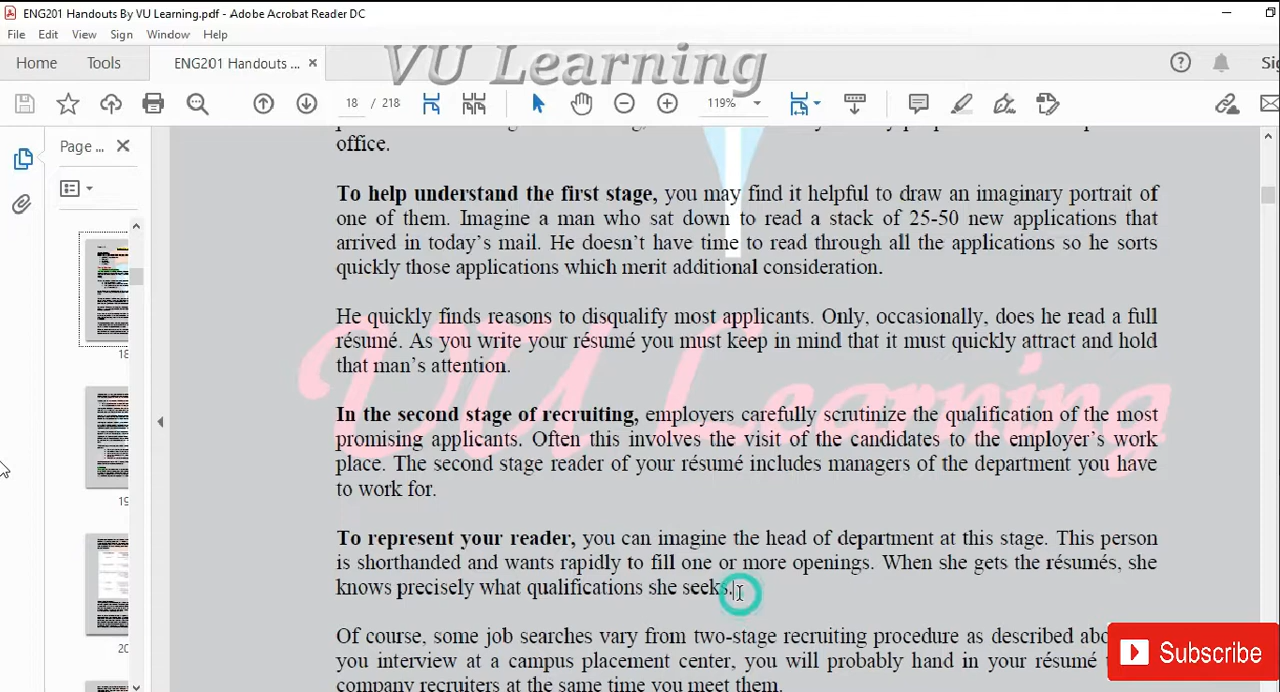 ENG201 Handouts By VU Learning.pdf - Adobe Acrobat Reader DC
File Edit View Sign Window Help
VU Learning
Home Tools ENG201 Handouts ... ×
18 / 218 119%
Page ...
office.
To help understand the first stage, you may find it helpful to draw an imaginary portrait of
one of them. Imagine a man who sat down to read a stack of 25-50 new applications that
arrived in today's mail. He doesn't have time to read through all the applications so he sorts
quickly those applications which merit additional consideration.
He quickly finds reasons to disqualify most applicants. Only, occasionally, does he read a full
résumé. As you write your résumé you must keep in mind that it must quickly attract and hold
that man's attention.
VU Learning
In the second stage of recruiting, employers carefully scrutinize the qualification of the most
promising applicants. Often this involves the visit of the candidates to the employer's work
place. The second stage reader of your résumé includes managers of the department you have
to work for.
To represent your reader, you can imagine the head of department at this stage. This person
is shorthanded and wants rapidly to fill one or more openings. When she gets the résumés, she
knows precisely what qualifications she seeks.
Of course, some job searches vary from two-stage recruiting procedure as described
you interview at a campus placement center, you will probably hand in your résumé
company recruiters at the same time you meet them.
Subscribe
18
19
20